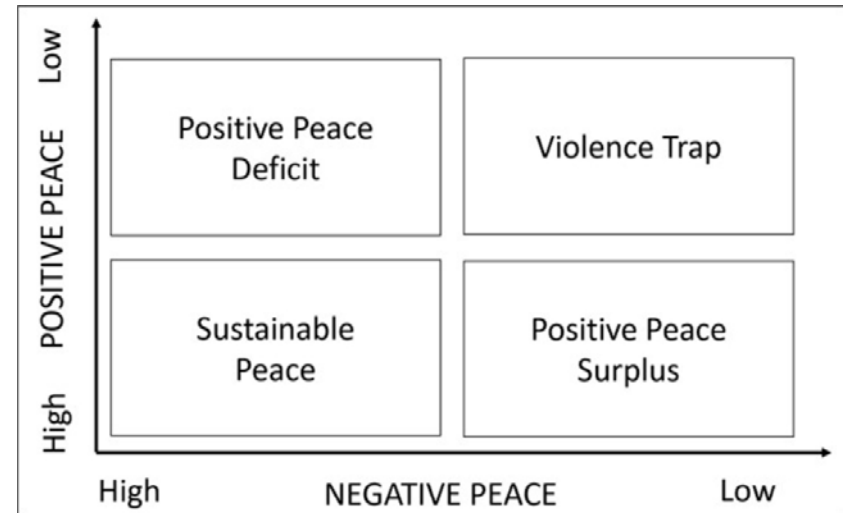 Low
POSITIVE PEACE
High
Positive Peace
Deficit
Violence Trap
Sustainable
Peace
Positive Peace
Surplus
High
NEGATIVE PEACE
Low